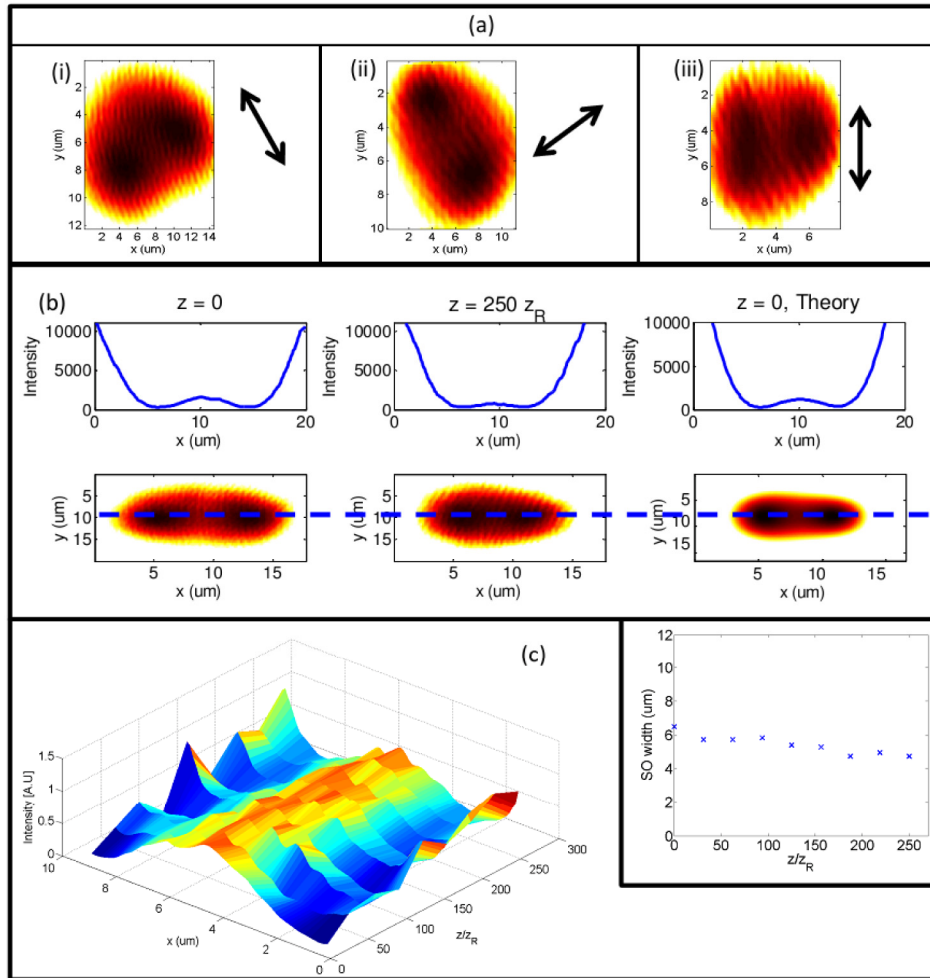 (a)
(i)
y (um)
2
4
6
8
10
12
0 2 4 6 8 10 12 14
x (um)
(ii)
y (um)
0
2
4
6
8
10
0 2 4 6 8 10
x (um)
(iii)
y (um)
0
2
4
6
8
2 4 6
x (um)
(b)
z = 0
Intensity
10000
5000
0
0 10 20
x (um)
z = 250 z_R
Intensity
10000
5000
0
0 10 20
x (um)
z = 0, Theory
Intensity
10000
5000
0
0 10 20
x (um)
y (um)
5
10
15
5 10 15
x (um)
y (um)
5
10
15
5 10 15
x (um)
y (um)
5
10
15
5 10 15
x (um)
(c)
Intensity [A.U]
1.5
1
0.5
0
10 8 6 4 2 0
x (um)
0 50 100 150 200 250 300
z/z_R
SO width (um)
12
10
8
6
4
2
0
0 50 100 150 200 250
z/z_R